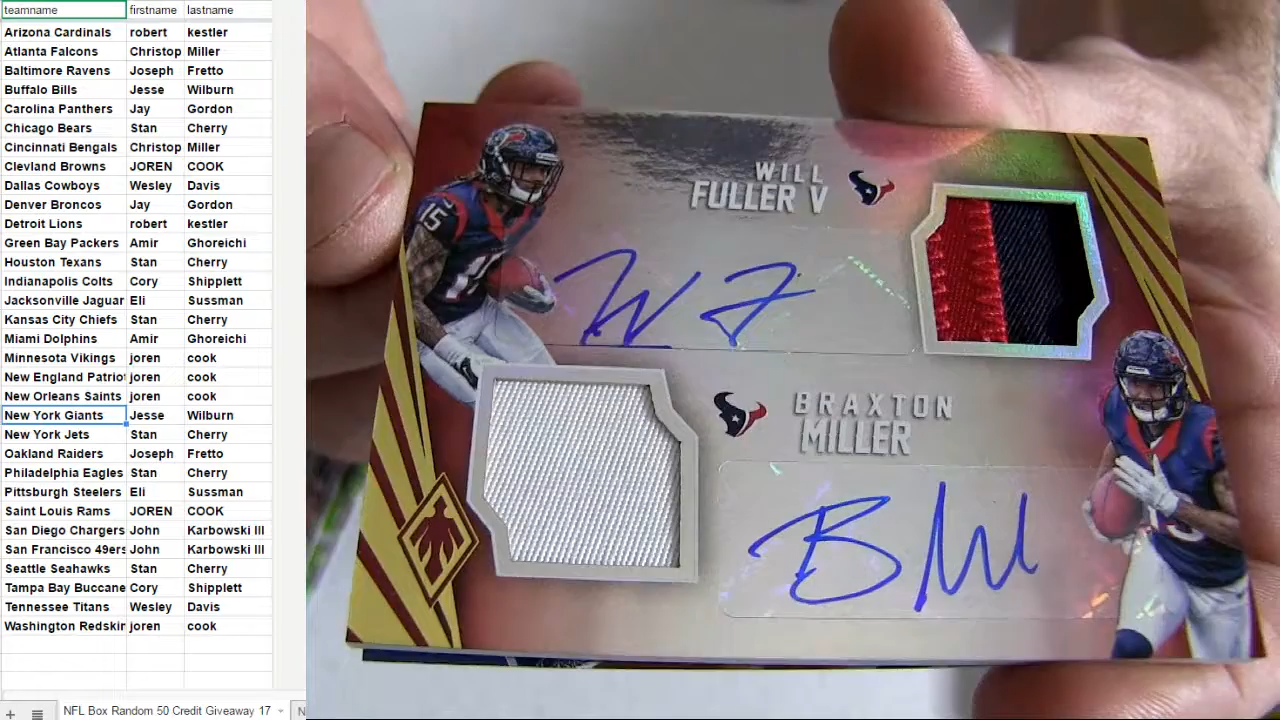 teamname firstname lastname
Arizona Cardinals robert kestler
Atlanta Falcons Christop Miller
Baltimore Ravens Joseph Fretto
Buffalo Bills Jesse Wilburn
Carolina Panthers Jay Gordon
Chicago Bears Stan Cherry
Cincinnati Bengals Christop Miller
Clevland Browns JOREN COOK
Dallas Cowboys Wesley Davis
Denver Broncos Jay Gordon
Detroit Lions robert kestler
Green Bay Packers Amir Ghoreichi
Houston Texans Stan Cherry
Indianapolis Colts Cory Shipplett
Jacksonville Jaguar Eli Sussman
Kansas City Chiefs Stan Cherry
Miami Dolphins Amir Ghoreichi
Minnesota Vikings joren cook
New England Patriot joren cook
New Orleans Saints joren cook
New York Giants Jesse Wilburn
New York Jets Stan Cherry
Oakland Raiders Joseph Fretto
Philadelphia Eagles Stan Cherry
Pittsburgh Steelers Eli Sussman
Saint Louis Rams JOREN COOK
San Diego Chargers John Karbowski III
San Francisco 49ers John Karbowski III
Seattle Seahawks Stan Cherry
Tampa Bay Buccane Cory Shipplett
Tennessee Titans Wesley Davis
Washington Redskin joren cook
NFL Box Random 50 Credit Giveaway 17 N
WILL
FULLER V
15
W F
BRAXTON
MILLER